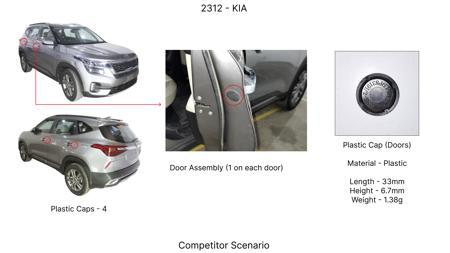 2312 - KIA
Door Assembly (1 on each door)
Plastic Caps - 4
Plastic Cap (Doors)
Material - Plastic
Length - 33mm
Height - 6.7mm
Weight - 1.38g
Competitor Scenario